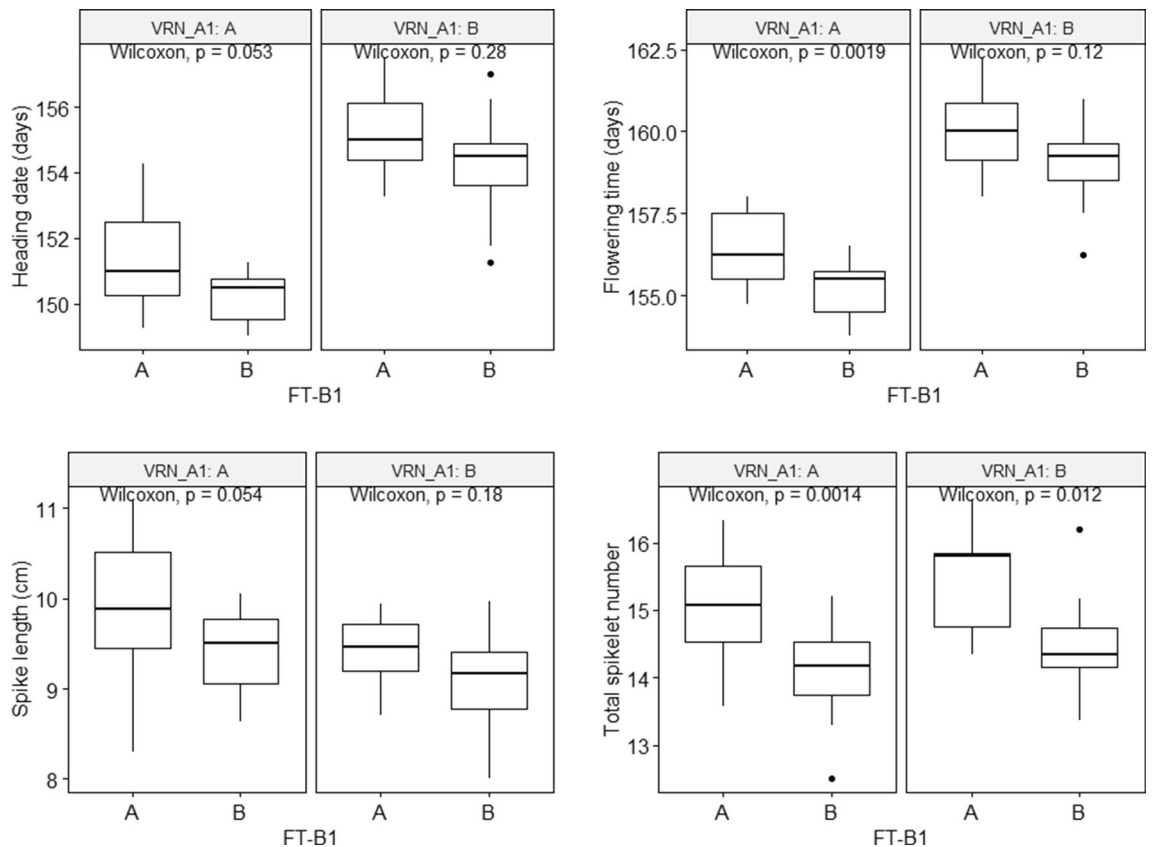 VRN_A1: A
VRN_A1: B
Wilcoxon, p = 0.053
Wilcoxon, p = 0.28
Heading date (days)
156
154
152
150
A
B
A
B
FT-B1
VRN_A1: A
VRN_A1: B
Wilcoxon, p = 0.0019
Wilcoxon, p = 0.12
Flowering time (days)
162.5
160.0
157.5
155.0
A
B
A
B
FT-B1
VRN_A1: A
VRN_A1: B
Wilcoxon, p = 0.054
Wilcoxon, p = 0.18
Spike length (cm)
11
10
9
8
A
B
A
B
FT-B1
VRN_A1: A
VRN_A1: B
Wilcoxon, p = 0.0014
Wilcoxon, p = 0.012
Total spikelet number
16
15
14
13
A
B
A
B
FT-B1